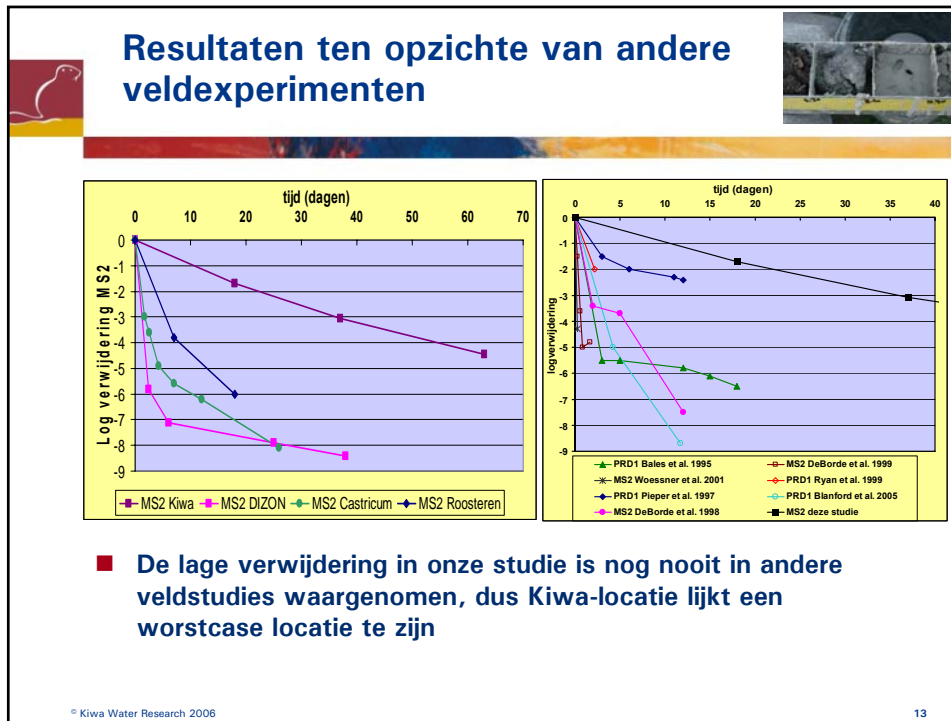 Resultaten ten opzichte van andere
veldexperimenten
tijd (dagen)
0 10 20 30 40 50 60 70
0
-1
-2
-3
-4
-5
-6
-7
-8
-9
Log verwijdering MS2
MS2 Kiwa MS2 DIZON MS2 Castricum MS2 Roosteren
tijd (dagen)
0 5 10 15 20 25 30 35 40
0
-1
-2
-3
-4
-5
-6
-7
-8
-9
logverwijdering
PRD1 Bales et al. 1995 MS2 DeBorde et al. 1999
MS2 Woessner et al. 2001 PRD1 Ryan et al. 1999
PRD1 Pieper et al. 1997 PRD1 Blanford et al. 2005
MS2 DeBorde et al. 1998 MS2 deze studie
De lage verwijdering in onze studie is nog nooit in andere
veldstudies waargenomen, dus Kiwa-locatie lijkt een
worstcase locatie te zijn
© Kiwa Water Research 2006 13